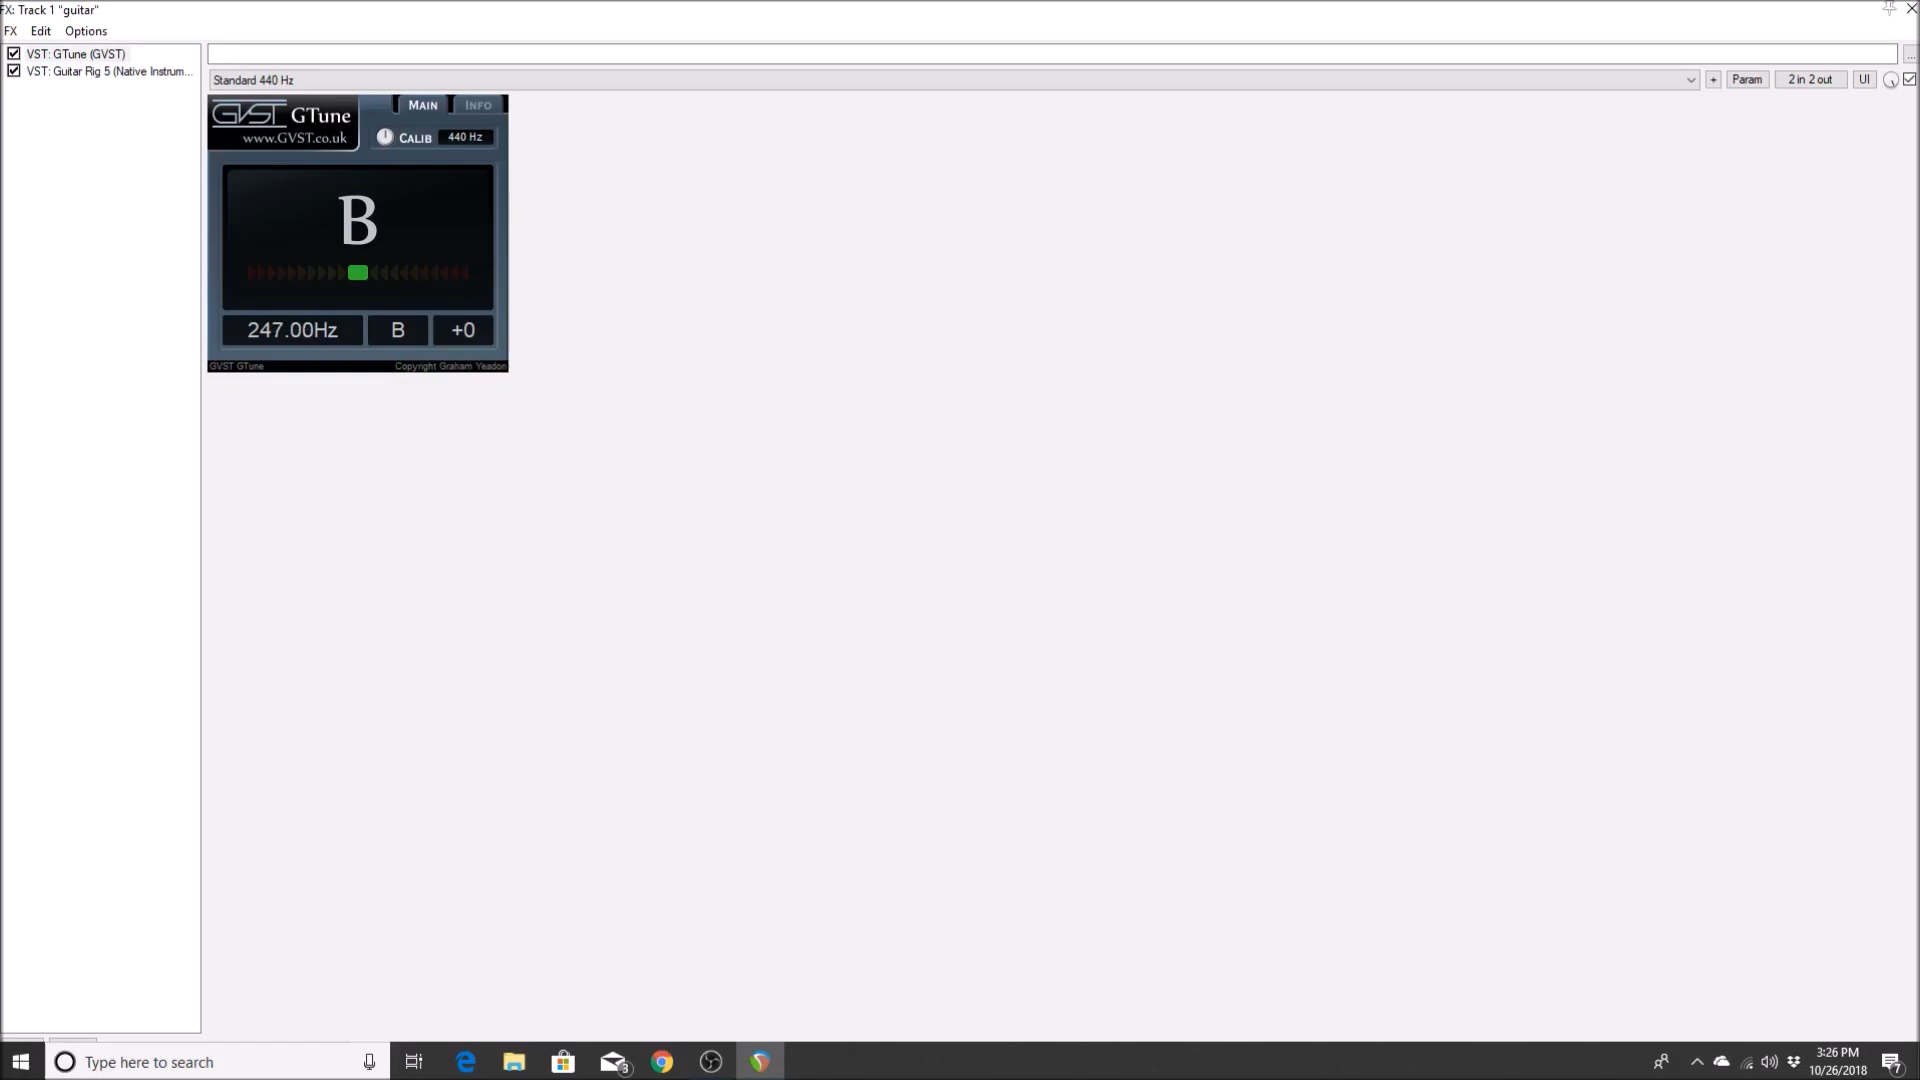 FX: Track 1 "guitar"
FX Edit Options
VST: GTune (GVST)
VST: Guitar Rig 5 (Native Instrum...
...
Standard 440 Hz
+ Param 2 in 2 out UI
GVST GTune
www.GVST.co.uk
MAIN INFO
CALIB 440 Hz
B
247.00Hz B +0
GVST GTune Copyright Graham Yeadon
Type here to search
3
3:26 PM
10/26/2018
7